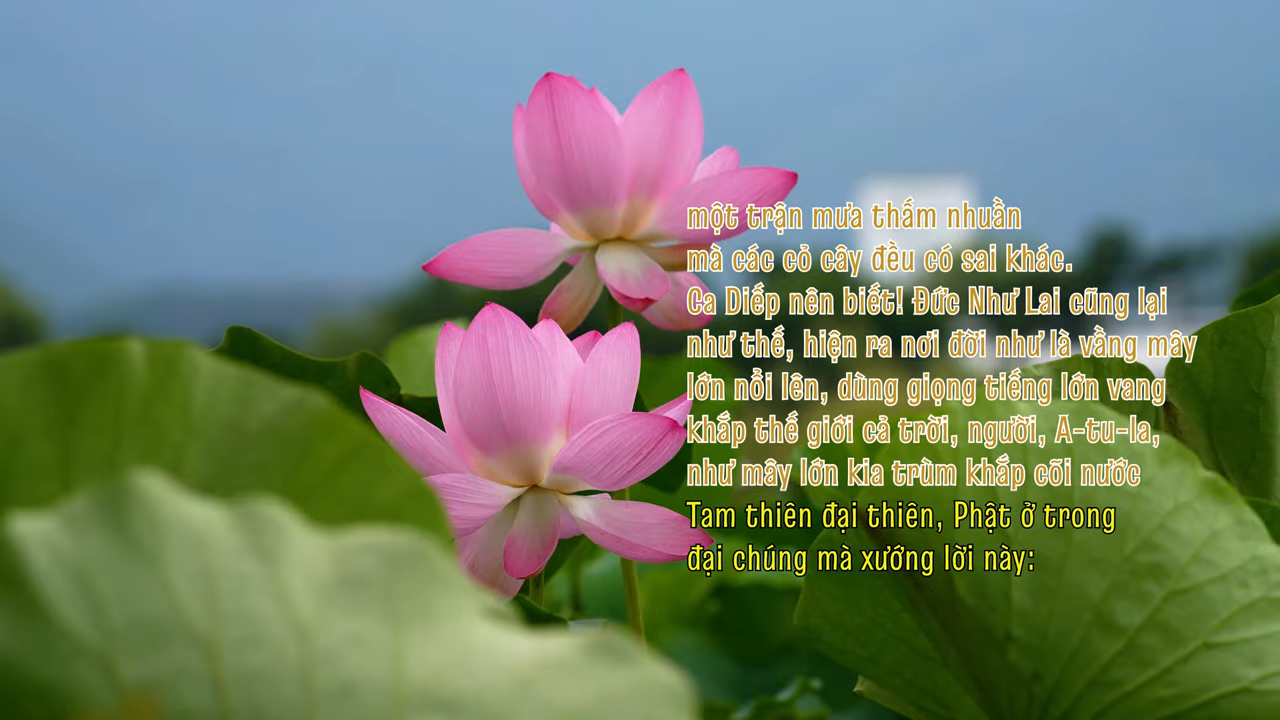 một trận mưa thấm nhuần
mà các cỏ cây đều có sai khác.
Ca Diếp nên biết! Đức Như Lai cũng lại
như thế, hiện ra nơi đời như là vầng mây
lớn nổi lên, dùng giọng tiếng lớn vang
khắp thế giới cả trời, người, A-tu-la,
như mây lớn kia trùm khắp cõi nước
Tam thiên đại thiên, Phật ở trong
đại chúng mà xướng lời này: